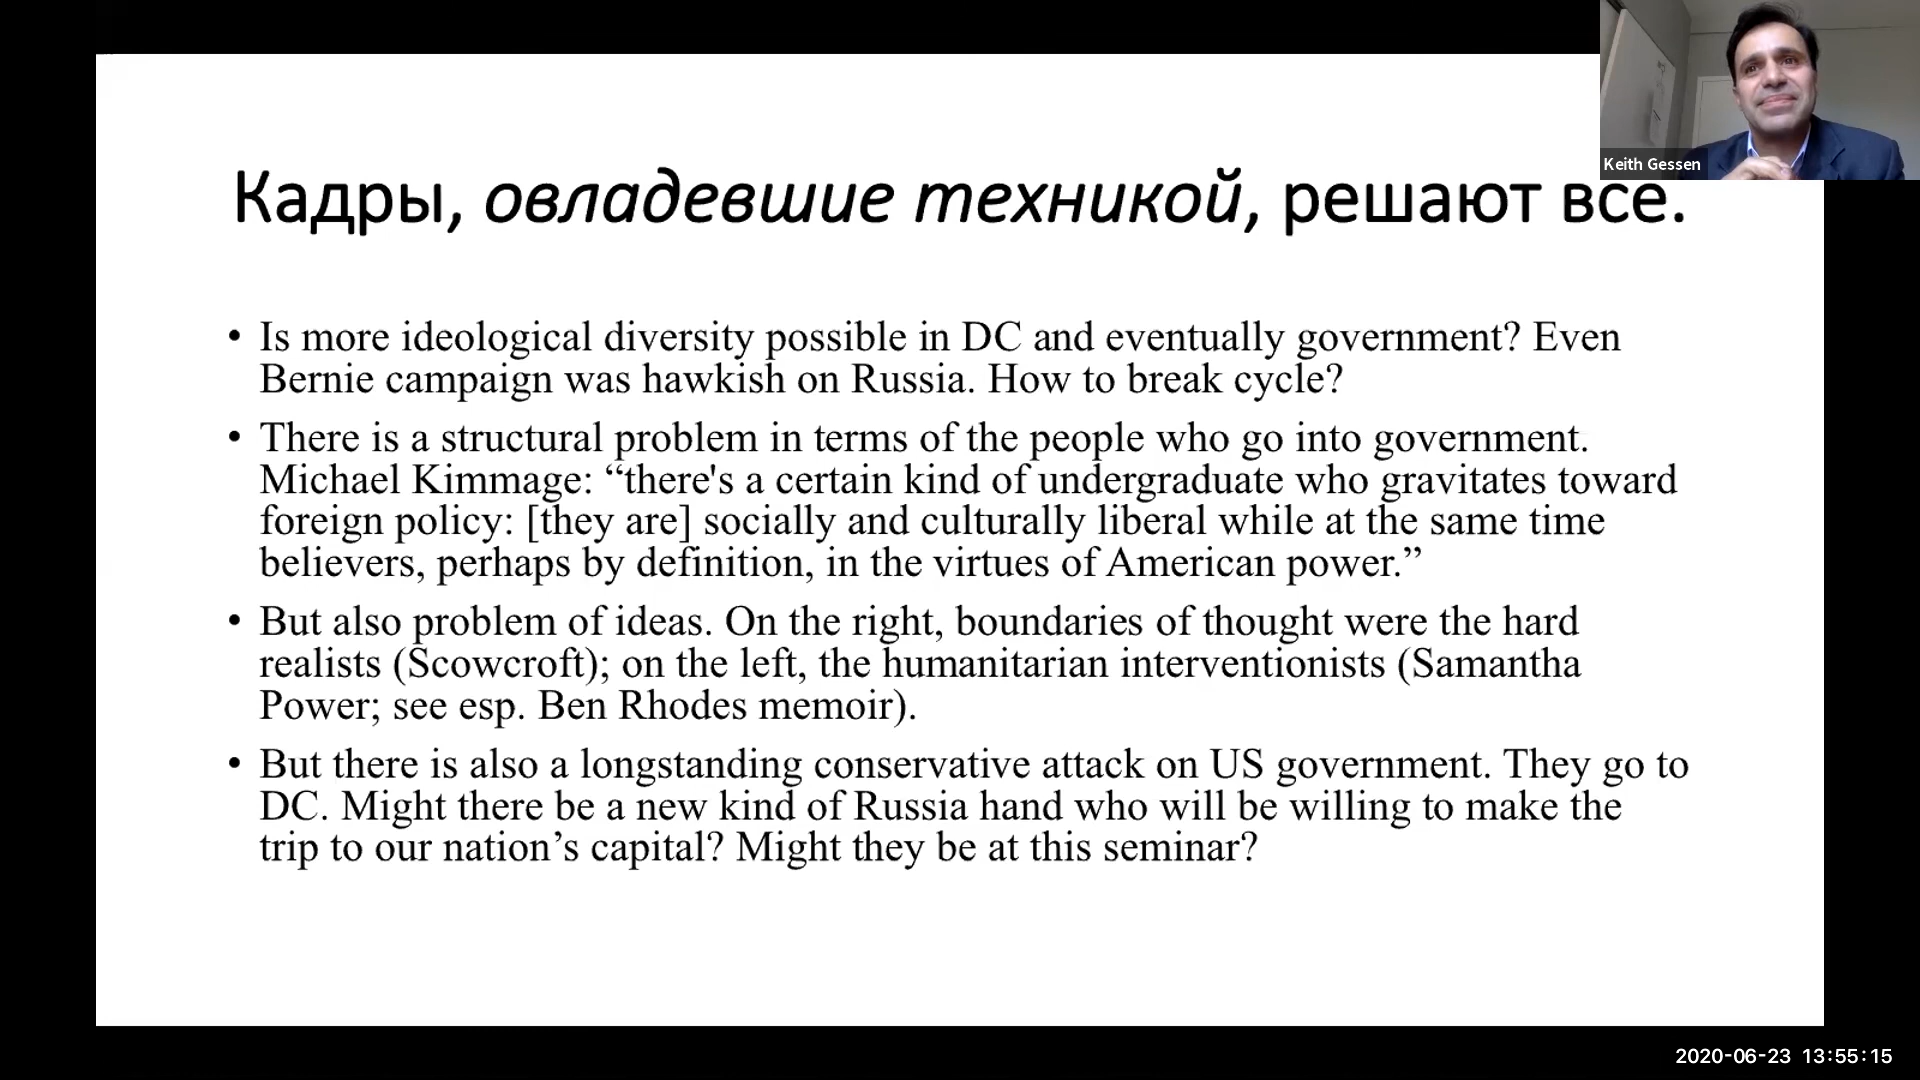 Keith Gessen
Кадры, овладевшие техникой, решают все.
• Is more ideological diversity possible in DC and eventually government? Even
Bernie campaign was hawkish on Russia. How to break cycle?
• There is a structural problem in terms of the people who go into government.
Michael Kimmage: “there's a certain kind of undergraduate who gravitates toward
foreign policy: [they are] socially and culturally liberal while at the same time
believers, perhaps by definition, in the virtues of American power.”
• But also problem of ideas. On the right, boundaries of thought were the hard
realists (Scowcroft); on the left, the humanitarian interventionists (Samantha
Power; see esp. Ben Rhodes memoir).
• But there is also a longstanding conservative attack on US government. They go to
DC. Might there be a new kind of Russia hand who will be willing to make the
trip to our nation’s capital? Might they be at this seminar?
2020-06-23 13:55:15